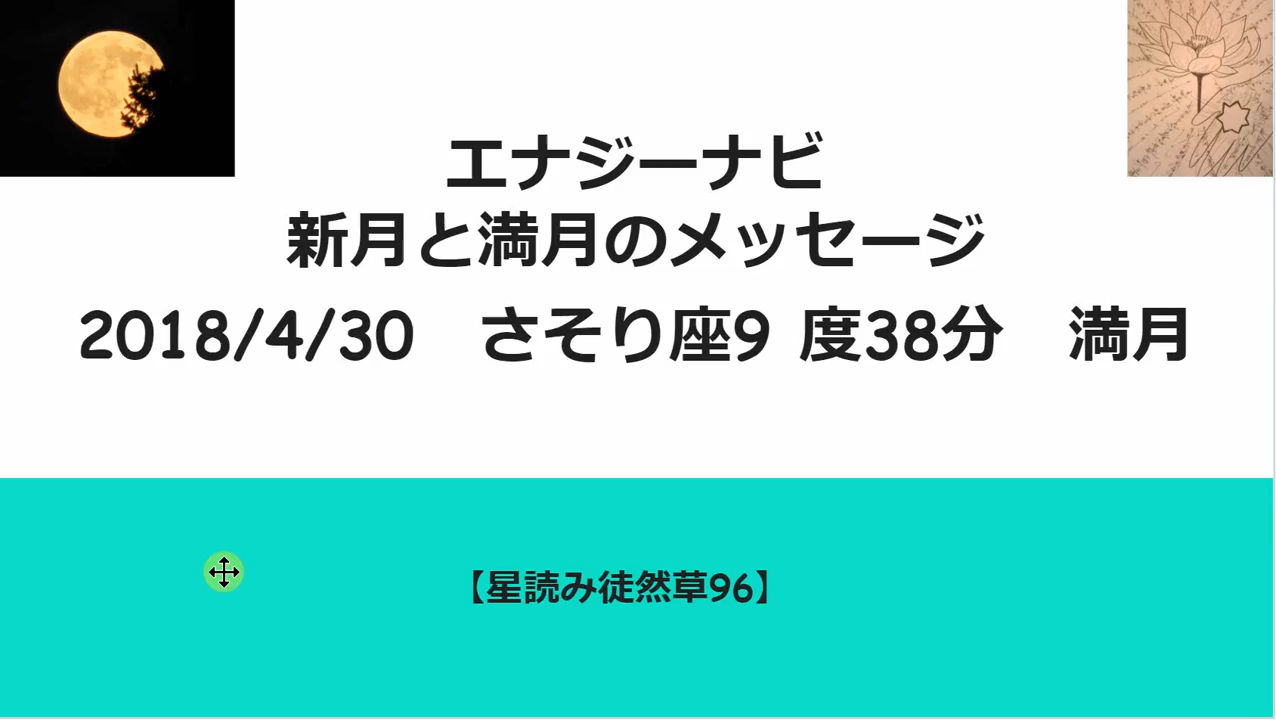 エナジーナビ
新月と満月のメッセージ
2018/4/30　さそり座9 度38分　満月
【星読み徒然草96】